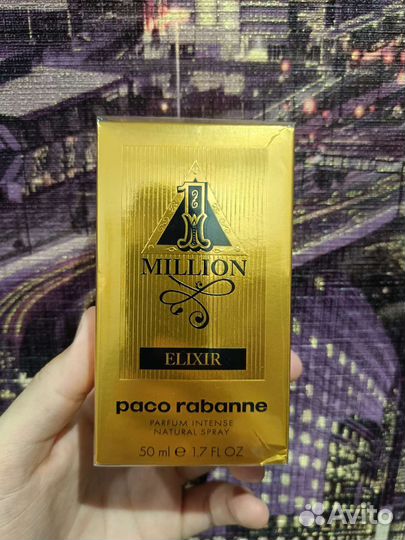 1
MILLION
ELIXIR
paco rabanne
PARFUM INTENSE
NATURAL SPRAY
50 ml ℮ 1.7 FL OZ
Avito